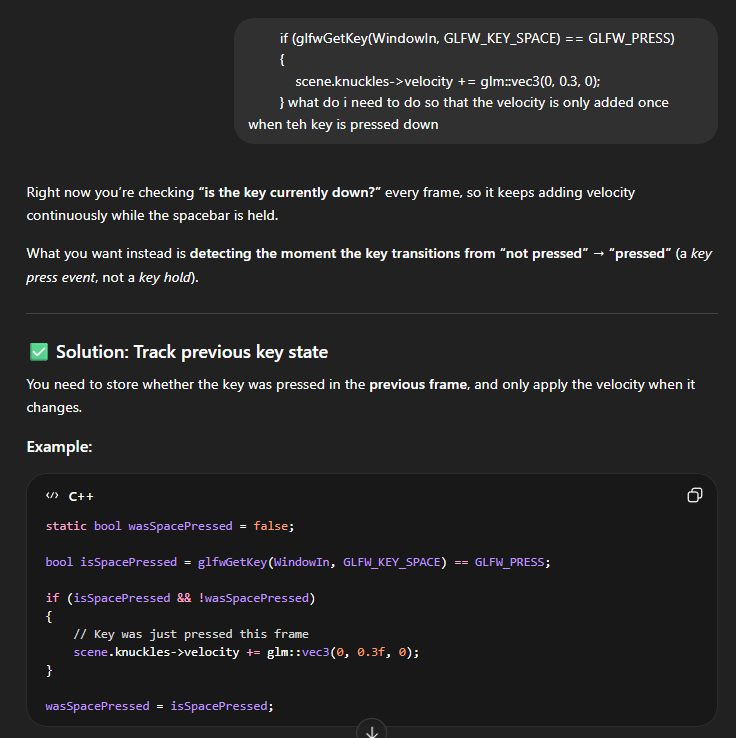 if (glfwGetKey(WindowIn, GLFW_KEY_SPACE) == GLFW_PRESS)
{
scene.knuckles->velocity += glm::vec3(0, 0.3, 0);
} what do i need to do so that the velocity is only added once
when teh key is pressed down
Right now you’re checking “is the key currently down?” every frame, so it keeps adding velocity
continuously while the spacebar is held.
What you want instead is detecting the moment the key transitions from “not pressed” → “pressed” (a key
press event, not a key hold).
✅ Solution: Track previous key state
You need to store whether the key was pressed in the previous frame, and only apply the velocity when it
changes.
Example:
</> C++
static bool wasSpacePressed = false;
bool isSpacePressed = glfwGetKey(WindowIn, GLFW_KEY_SPACE) == GLFW_PRESS;
if (isSpacePressed && !wasSpacePressed)
{
// Key was just pressed this frame
scene.knuckles->velocity += glm::vec3(0, 0.3f, 0);
}
wasSpacePressed = isSpacePressed;